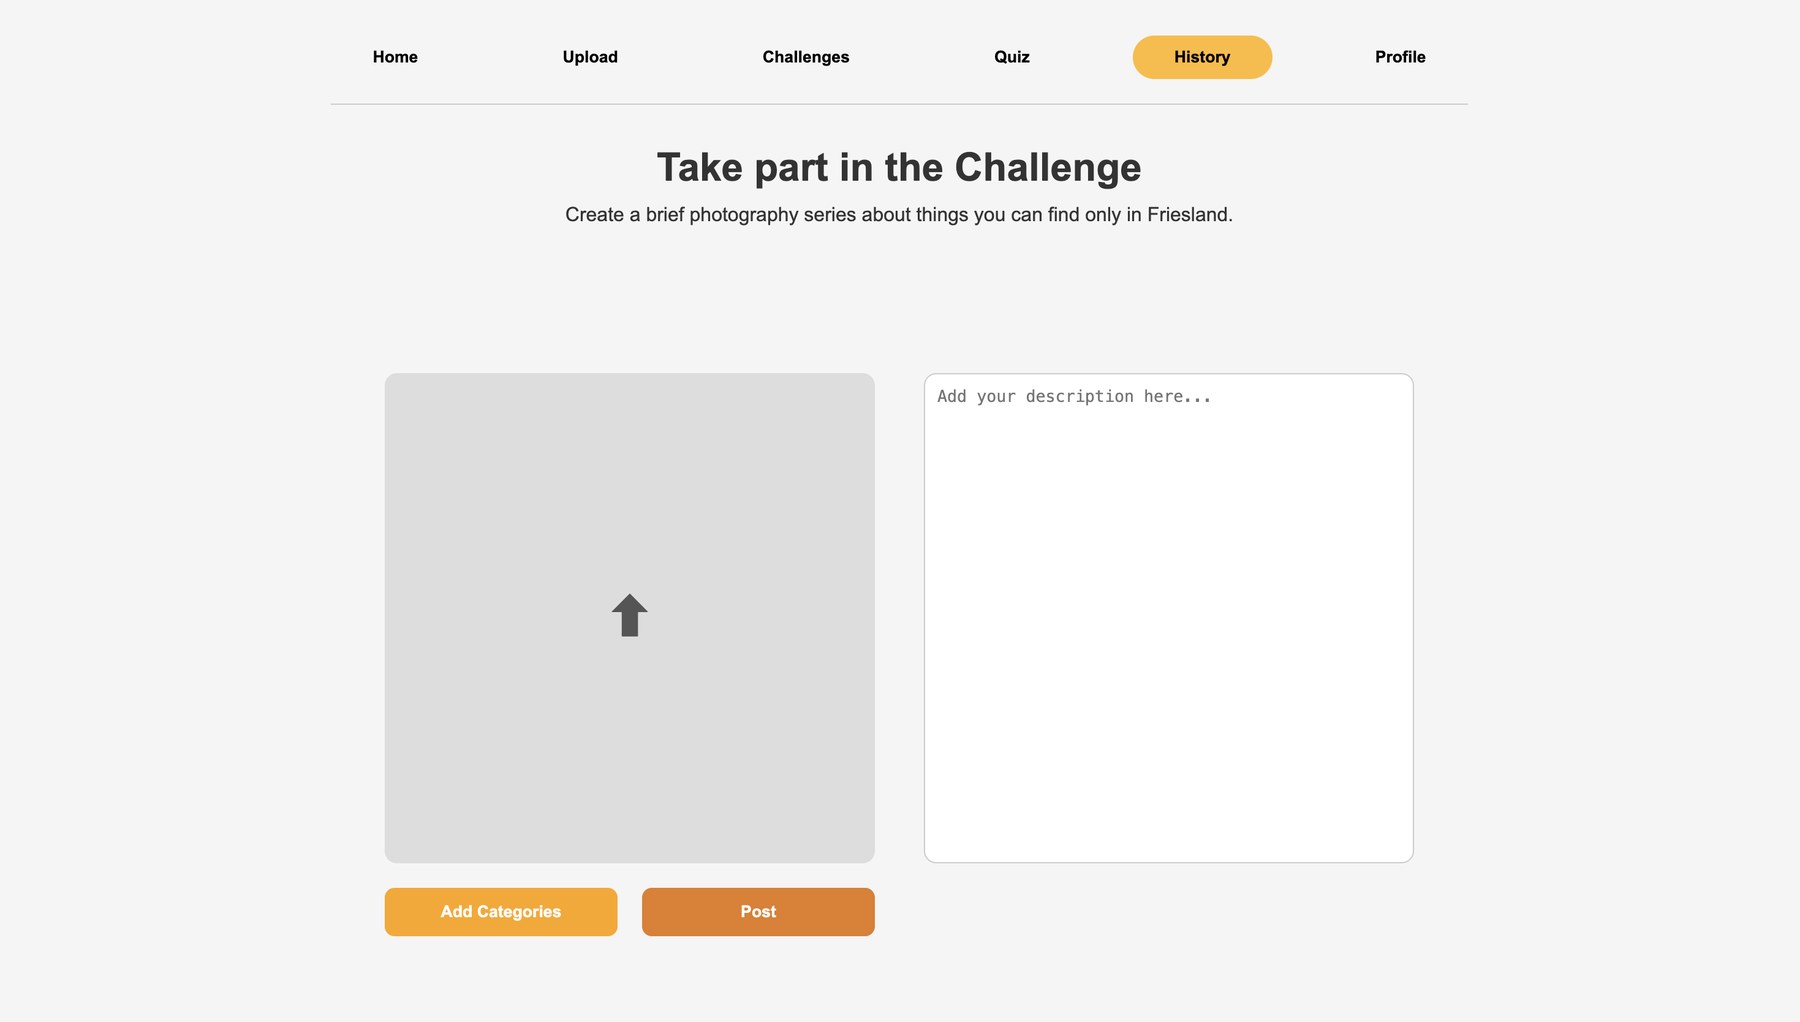 Home Upload Challenges Quiz History Profile
Take part in the Challenge
Create a brief photography series about things you can find only in Friesland.
Add your description here...
Add Categories Post